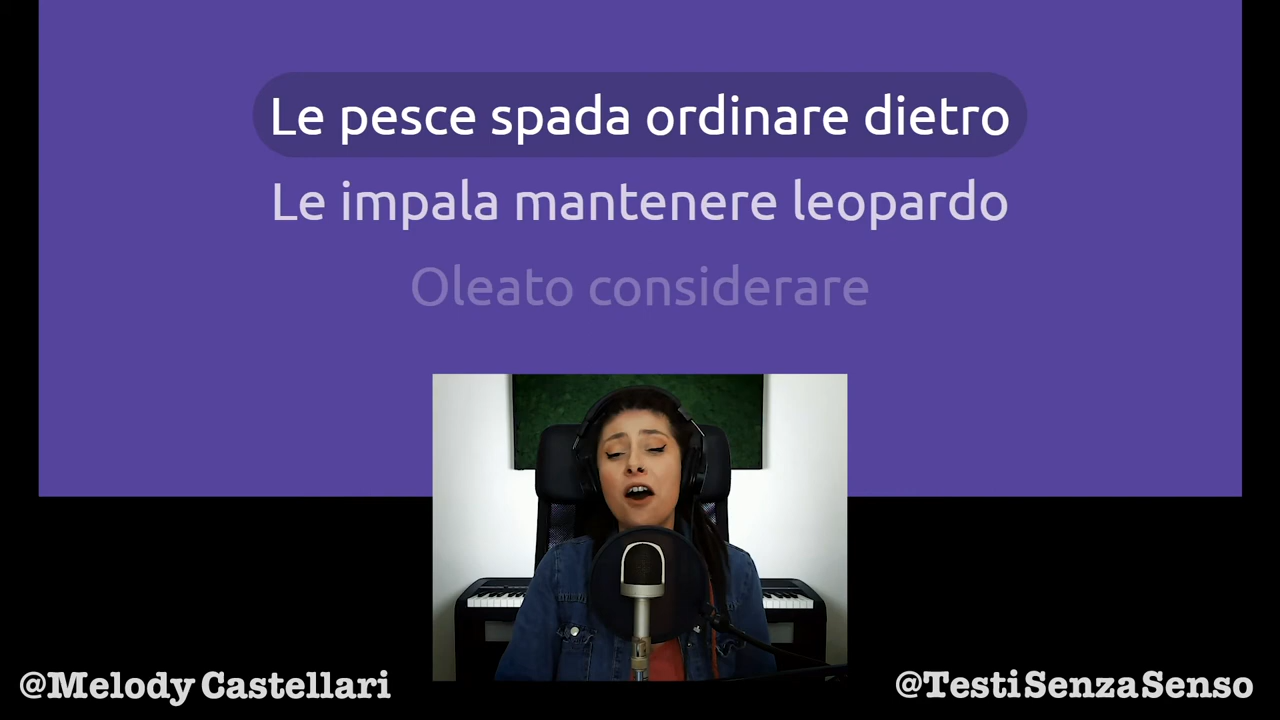 Le pesce spada ordinare dietro
Le impala mantenere leopardo
Oleato considerare
@Melody Castellari
@TestiSenzaSenso